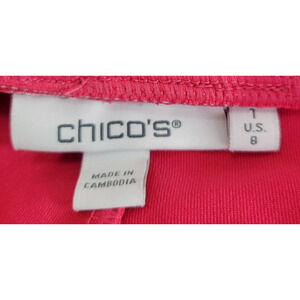 chico's®
1
U.S.
8
MADE IN
CAMBODIA